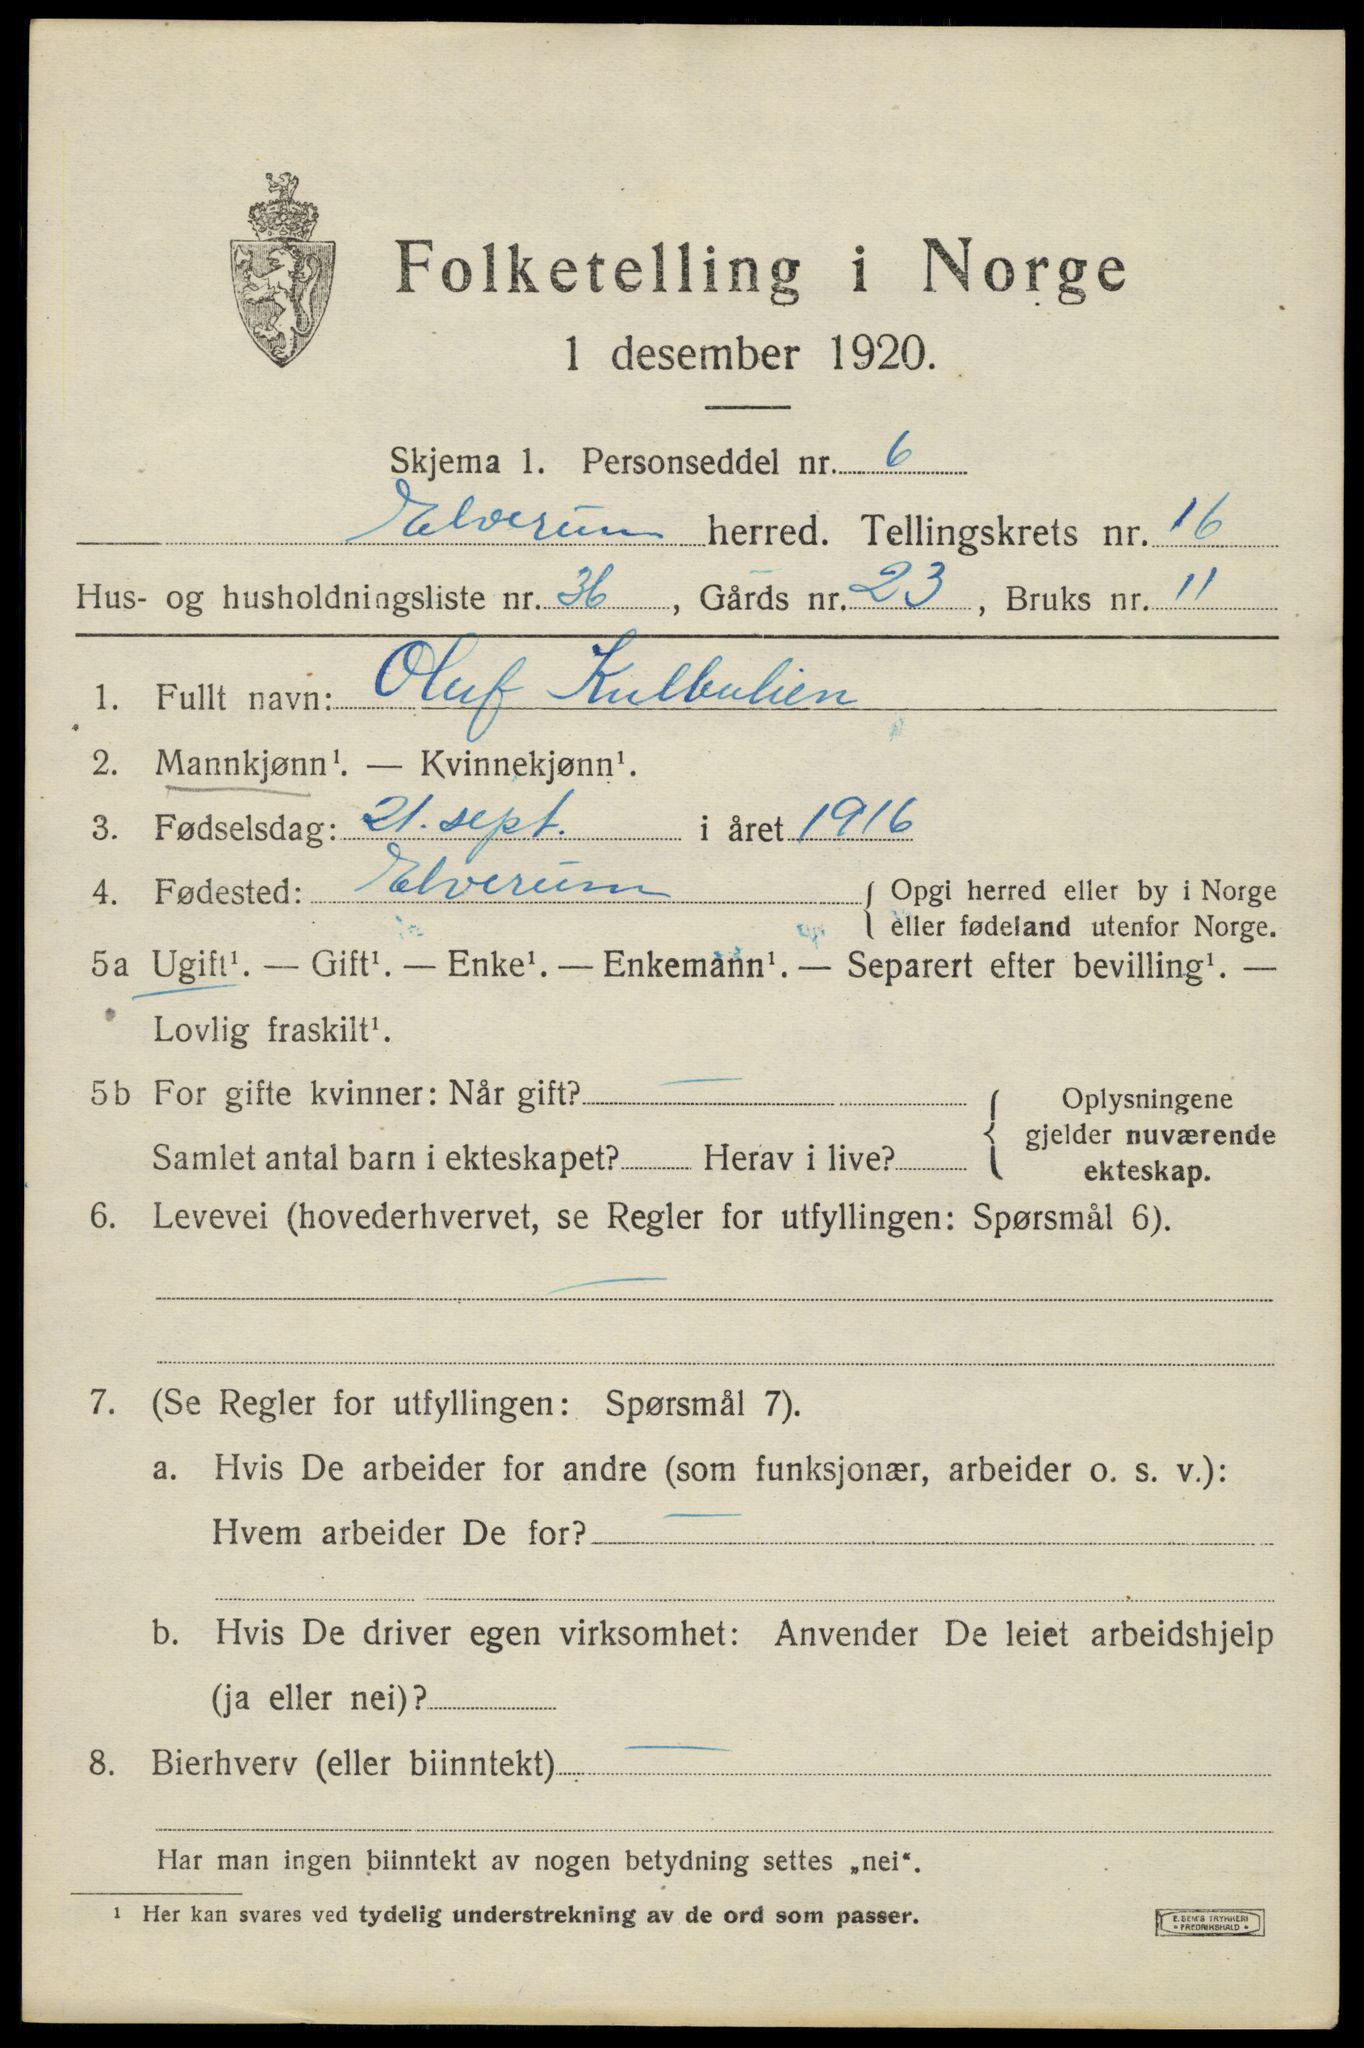 Folketelling i Norge
1 desember 1920.
Skjema 1. Personseddel nr. 6
Elverum herred. Tellingskrets nr. 16
Hus- og husholdningsliste nr. 36, Gårds nr. 23, Bruks nr. 11
1. Fullt navn: Oluf Kulbulien
2. Mannkjønn¹. — Kvinnekjønn¹.
3. Fødselsdag: 21. sept. i året 1916
4. Fødested: Elverum { Opgi herred eller by i Norge
eller fødeland utenfor Norge.
5a Ugift¹. — Gift¹. — Enke¹. — Enkemann¹. — Separert efter bevilling¹. —
Lovlig fraskilt¹.
5b For gifte kvinner: Når gift? —
Samlet antal barn i ekteskapet? Herav i live?
{ Oplysningene
gjelder nuværende
ekteskap.
6. Levevei (hovederhvervet, se Regler for utfyllingen: Spørsmål 6).
—
7. (Se Regler for utfyllingen: Spørsmål 7).
a. Hvis De arbeider for andre (som funksjonær, arbeider o. s. v.):
Hvem arbeider De for? —
b. Hvis De driver egen virksomhet: Anvender De leiet arbeidshjelp
(ja eller nei)?
8. Bierhverv (eller biinntekt) —
Har man ingen biinntekt av nogen betydning settes „nei“.
¹ Her kan svares ved tydelig understrekning av de ord som passer.
E. SEM'S TRYKKERI
* FREDRIKSHALD *